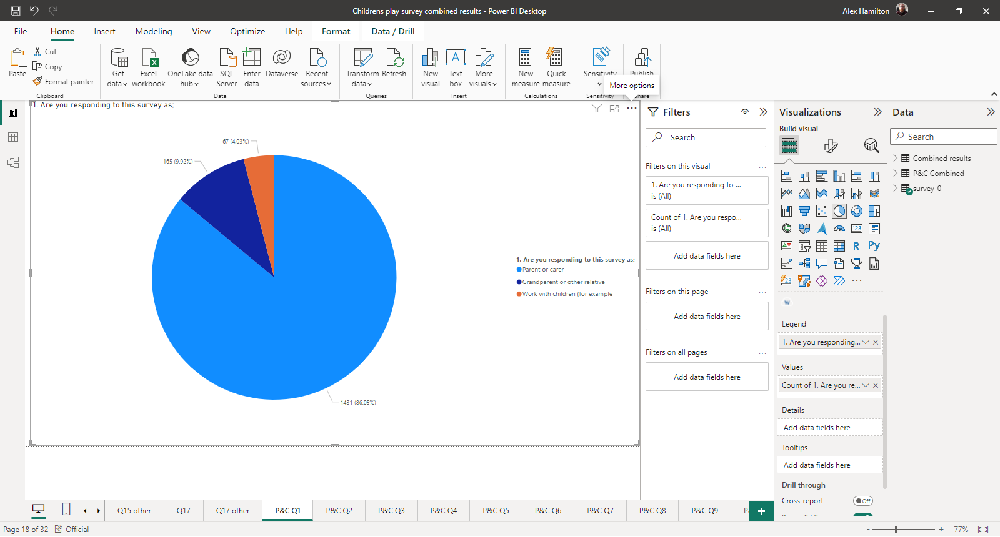 Childrens play survey combined results - Power BI Desktop
Alex Hamilton
File
Home
Insert
Modeling
View
Optimize
Help
Format
Data / Drill
Paste
Cut
Copy
Format painter
Clipboard
Get
data
Excel
workbook
OneLake data
hub
SQL
Server
Enter
data
Dataverse
Recent
sources
Data
Transform
data
Refresh
Queries
New
visual
Text
box
More
visuals
Insert
New
measure
Quick
measure
Calculations
Sensitivity
Sensitivity
Publish
Share
More options
1. Are you responding to this survey as;
67 (4.03%)
165 (9.92%)
1431 (86.05%)
1. Are you responding to this survey as;
Parent or carer
Grandparent or other relative
Work with children (for example
Filters
Search
Filters on this visual
...
1. Are you responding to ...
is (All)
Count of 1. Are you respo...
is (All)
Add data fields here
Filters on this page
...
Add data fields here
Filters on all pages
...
Add data fields here
Visualizations
Build visual
123
R
Py
123
...
W
Legend
1. Are you responding...
Values
Count of 1. Are you re...
Details
Add data fields here
Tooltips
Add data fields here
Drill through
Cross-report
Off
Data
Search
Combined results
P&C Combined
survey_0
Q15 other
Q17
Q17 other
P&C Q1
P&C Q2
P&C Q3
P&C Q4
P&C Q5
P&C Q6
P&C Q7
P&C Q8
P&C Q9
+
Page 18 of 32
Official
- +
77%